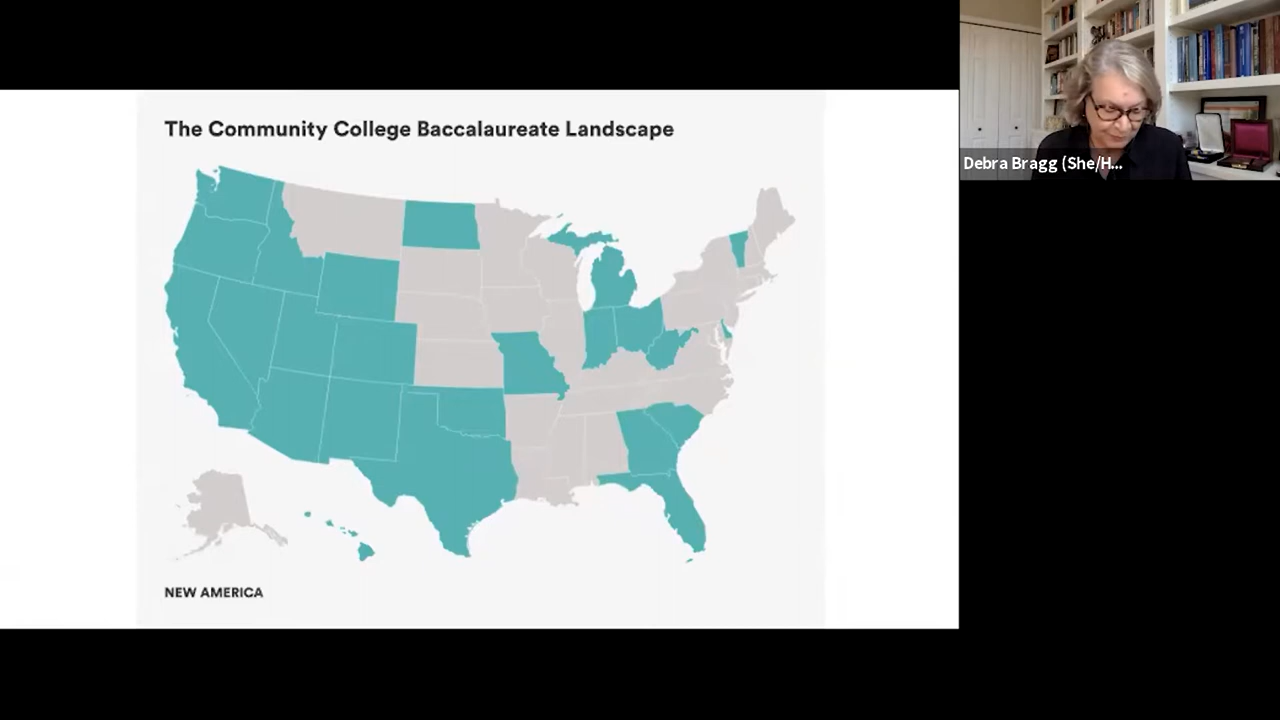 The Community College Baccalaureate Landscape
NEW AMERICA
Debra Bragg (She/H...